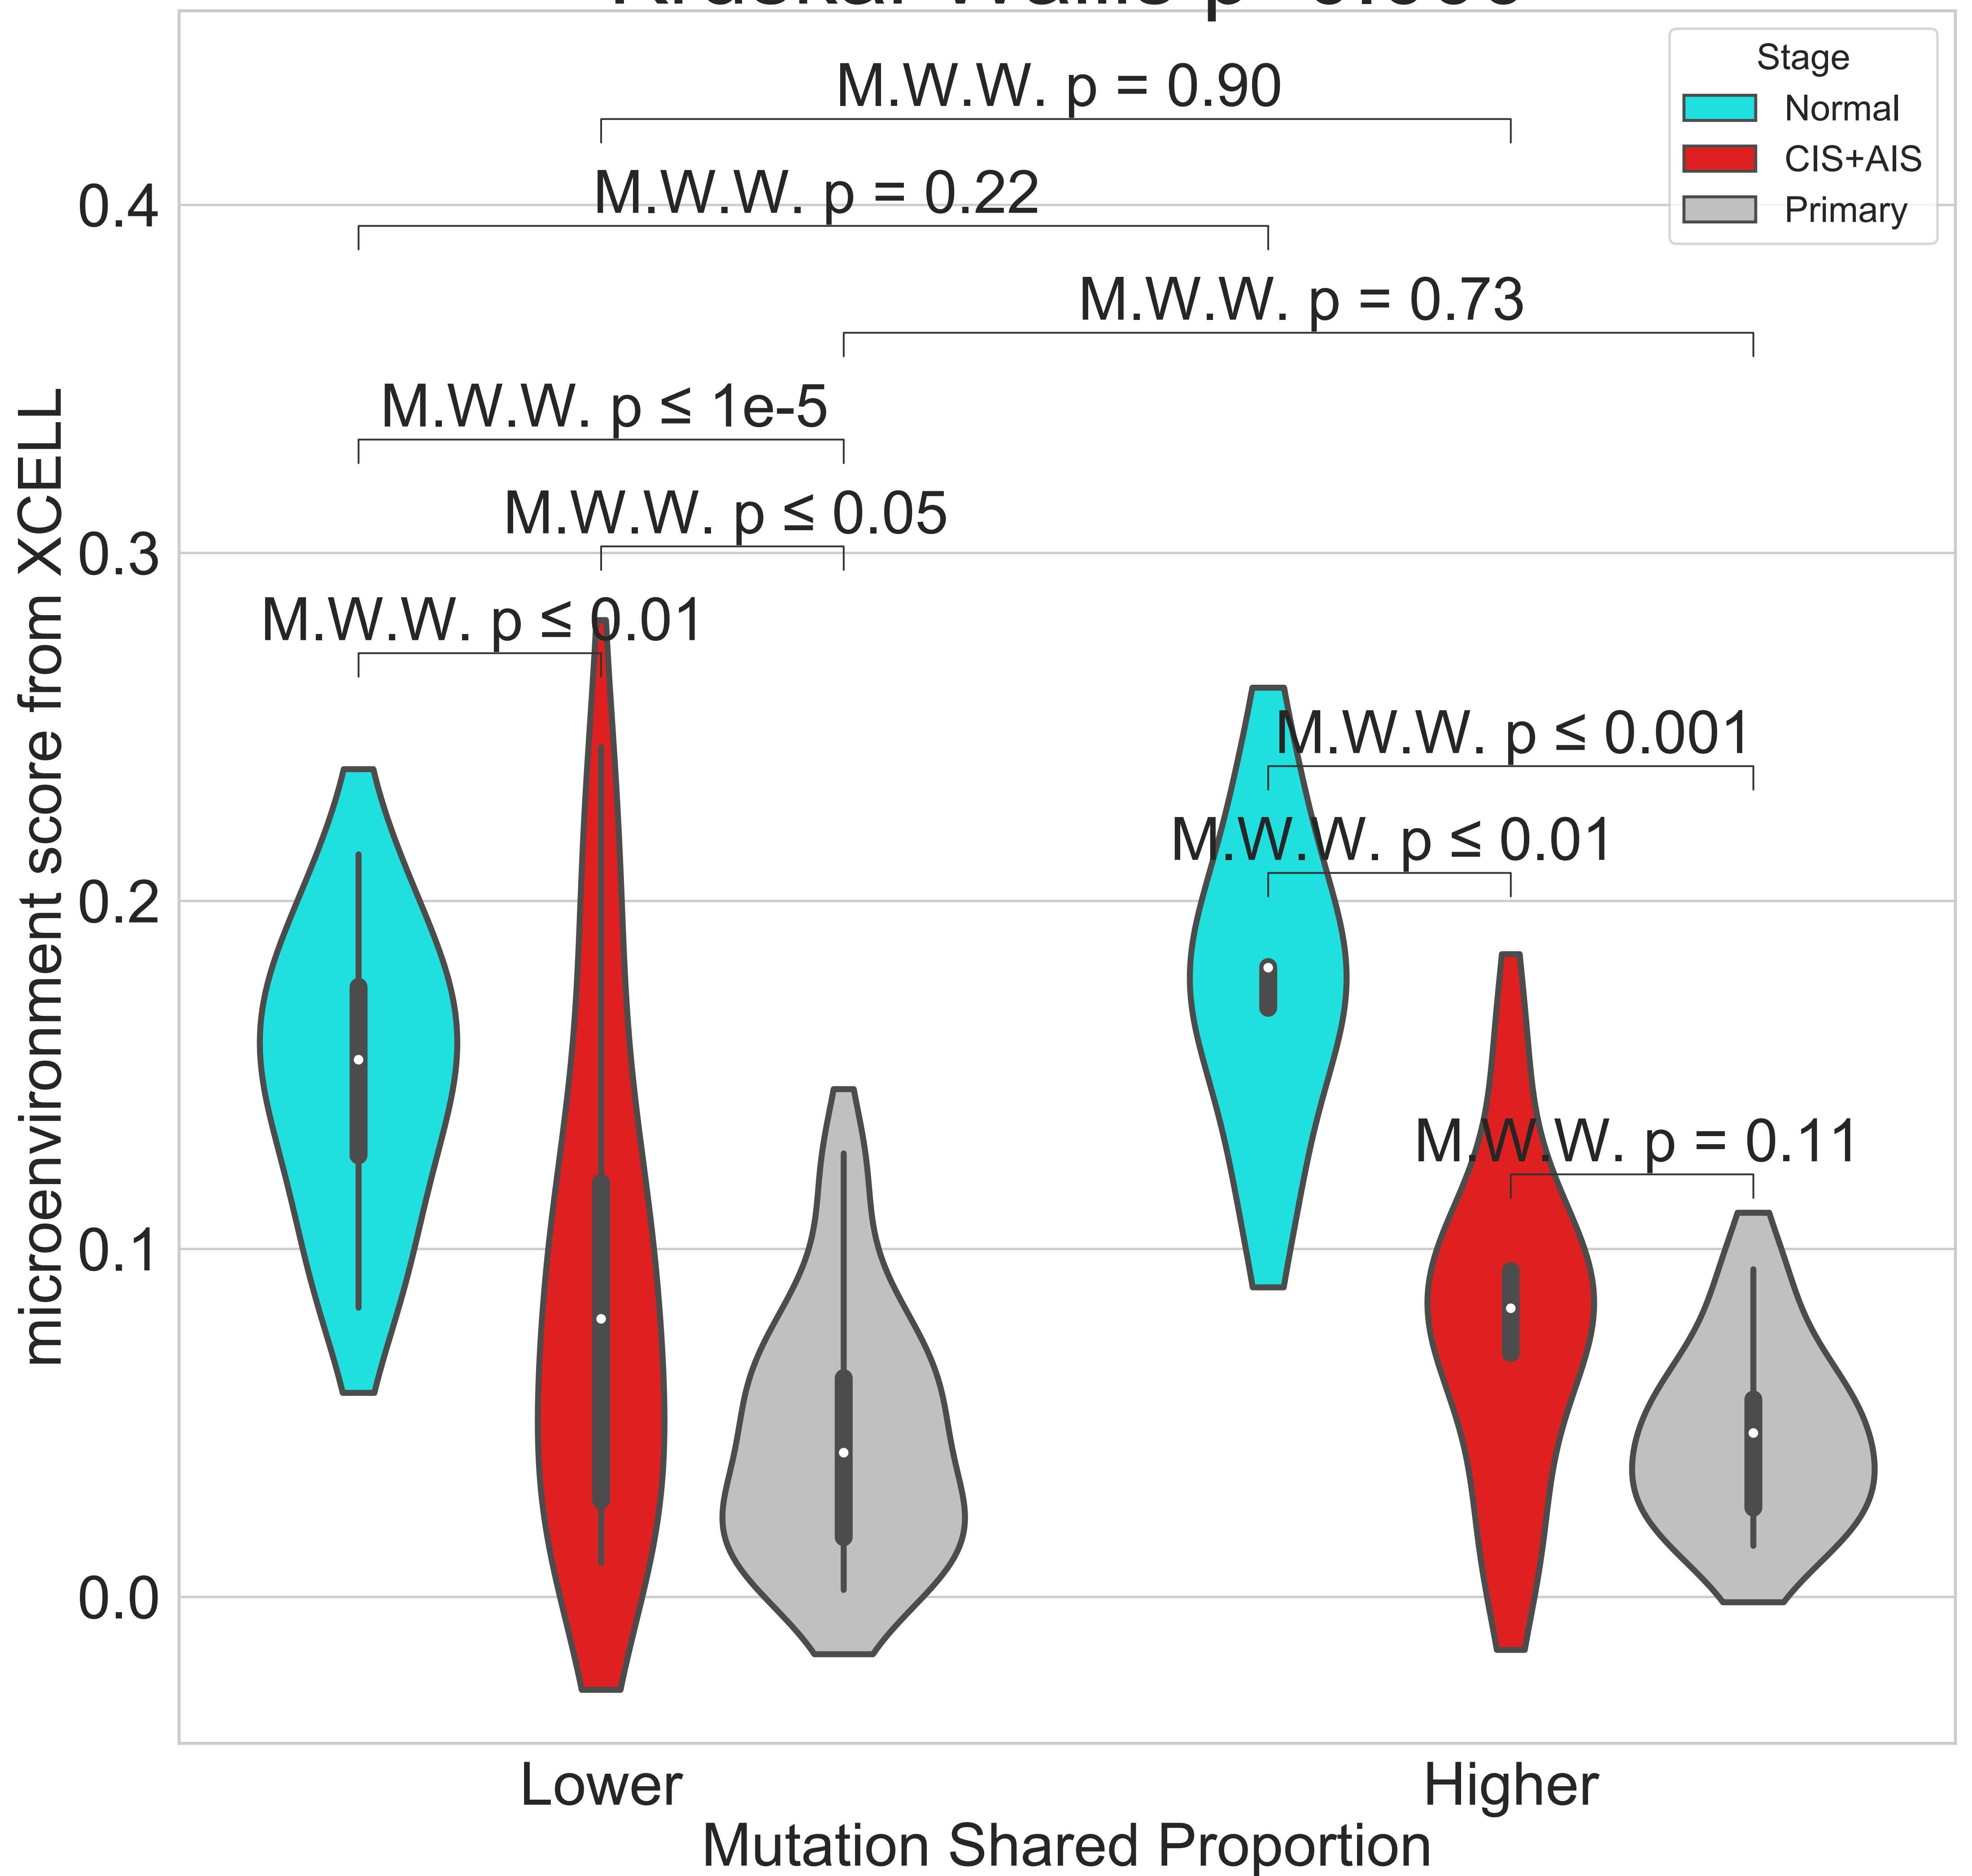 Stage
Normal
CIS+AIS
Primary
M.W.W. p = 0.90
M.W.W. p = 0.22
M.W.W. p = 0.73
M.W.W. p ≤ 1e-5
M.W.W. p ≤ 0.05
M.W.W. p ≤ 0.01
M.W.W. p ≤ 0.001
M.W.W. p ≤ 0.01
M.W.W. p = 0.11
microenvironment score from XCELL
0.4
0.3
0.2
0.1
0.0
Lower
Higher
Mutation Shared Proportion